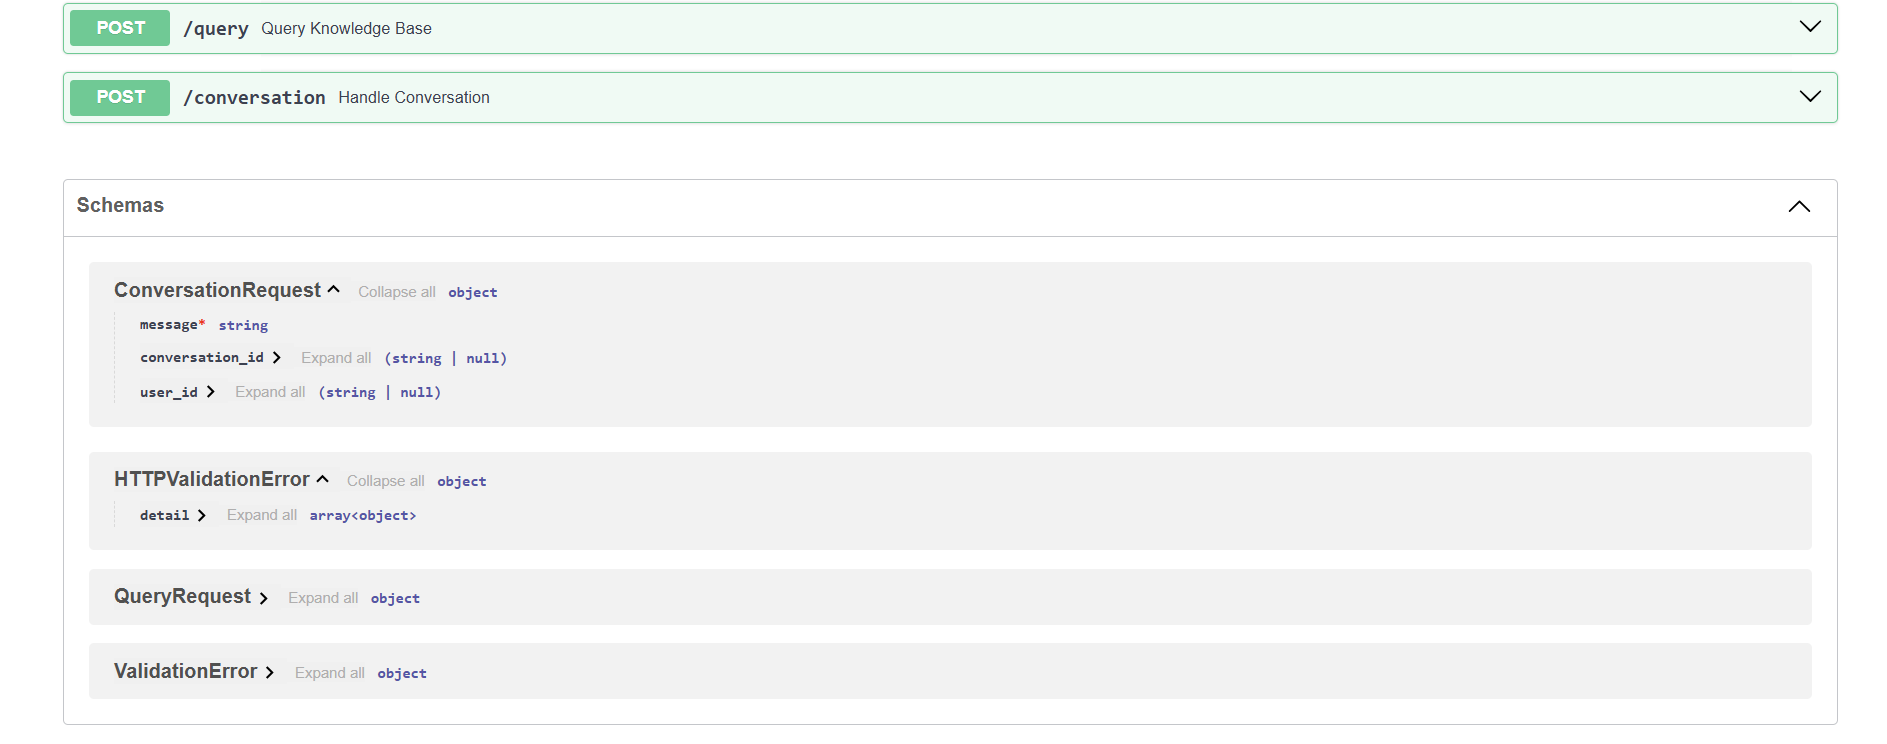 POST /query Query Knowledge Base
POST /conversation Handle Conversation
Schemas
ConversationRequest Collapse all object
message* string
conversation_id Expand all (string | null)
user_id Expand all (string | null)
HTTPValidationError Collapse all object
detail Expand all array<object>
QueryRequest Expand all object
ValidationError Expand all object